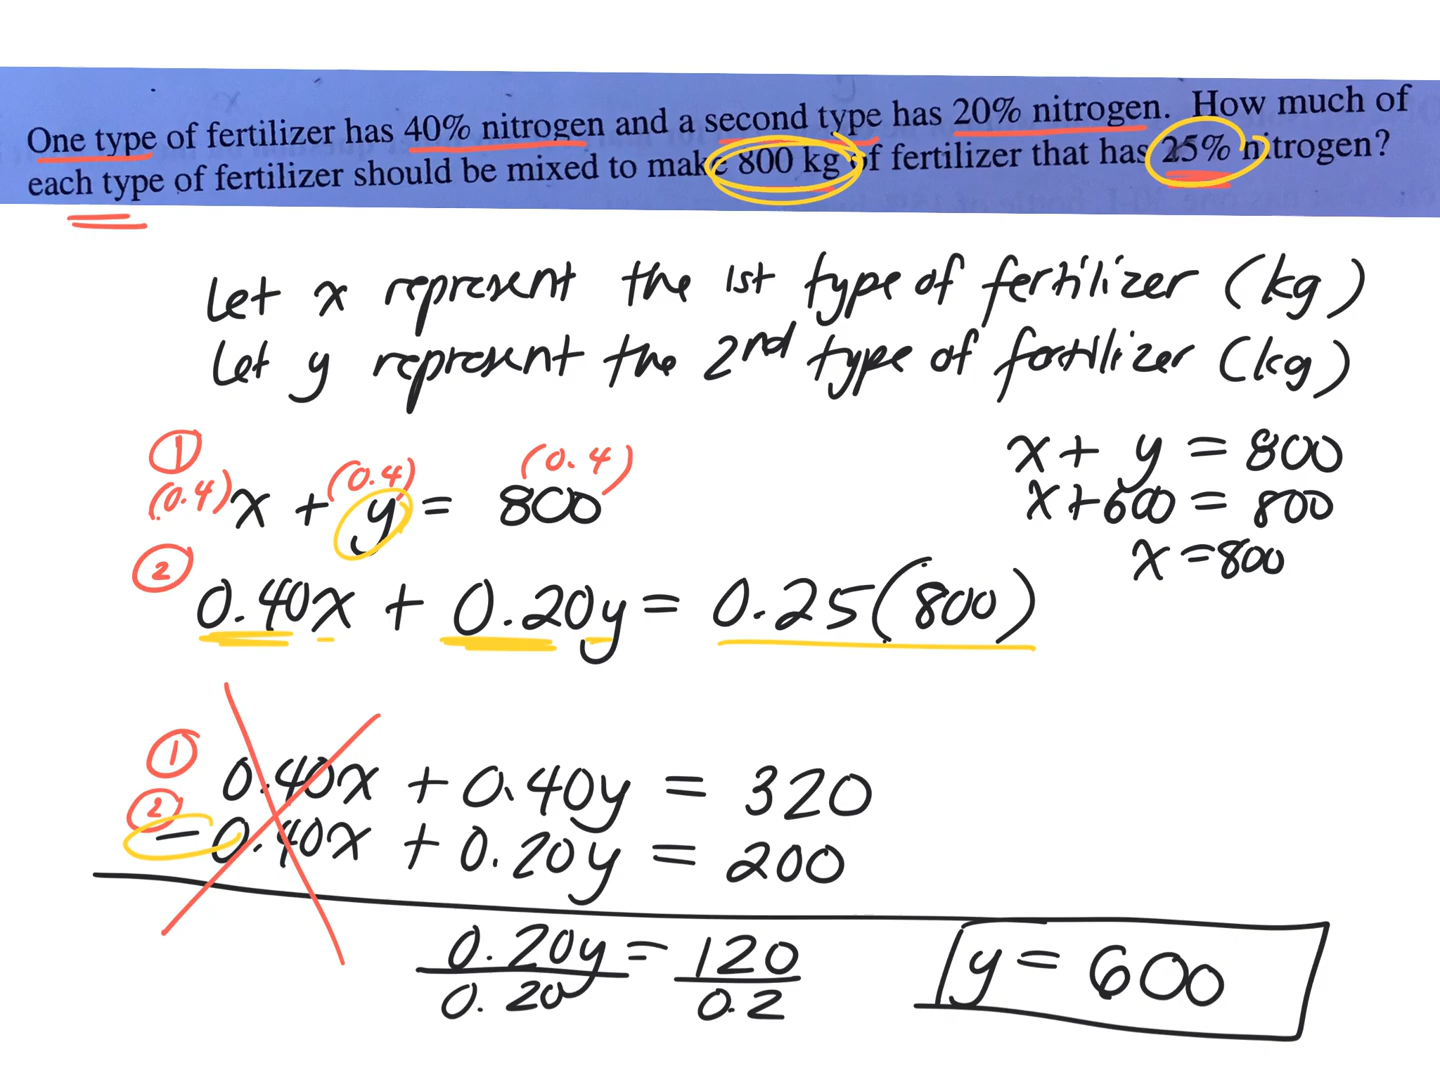 One type of fertilizer has 40% nitrogen and a second type has 20% nitrogen. How much of
each type of fertilizer should be mixed to make 800 kg of fertilizer that has 25% nitrogen?
Let x represent the 1st type of fertilizer (kg)
Let y represent the 2nd type of fertilizer (kg)
①
(0.4)x + (0.4)y = 800(0.4)
② 0.40x + 0.20y = 0.25(800)
x + y = 800
x + 600 = 800
x = 800
① 0.40x + 0.40y = 320
② - 0.40x + 0.20y = 200
0.20y = 120
0.20 0.2
y = 600